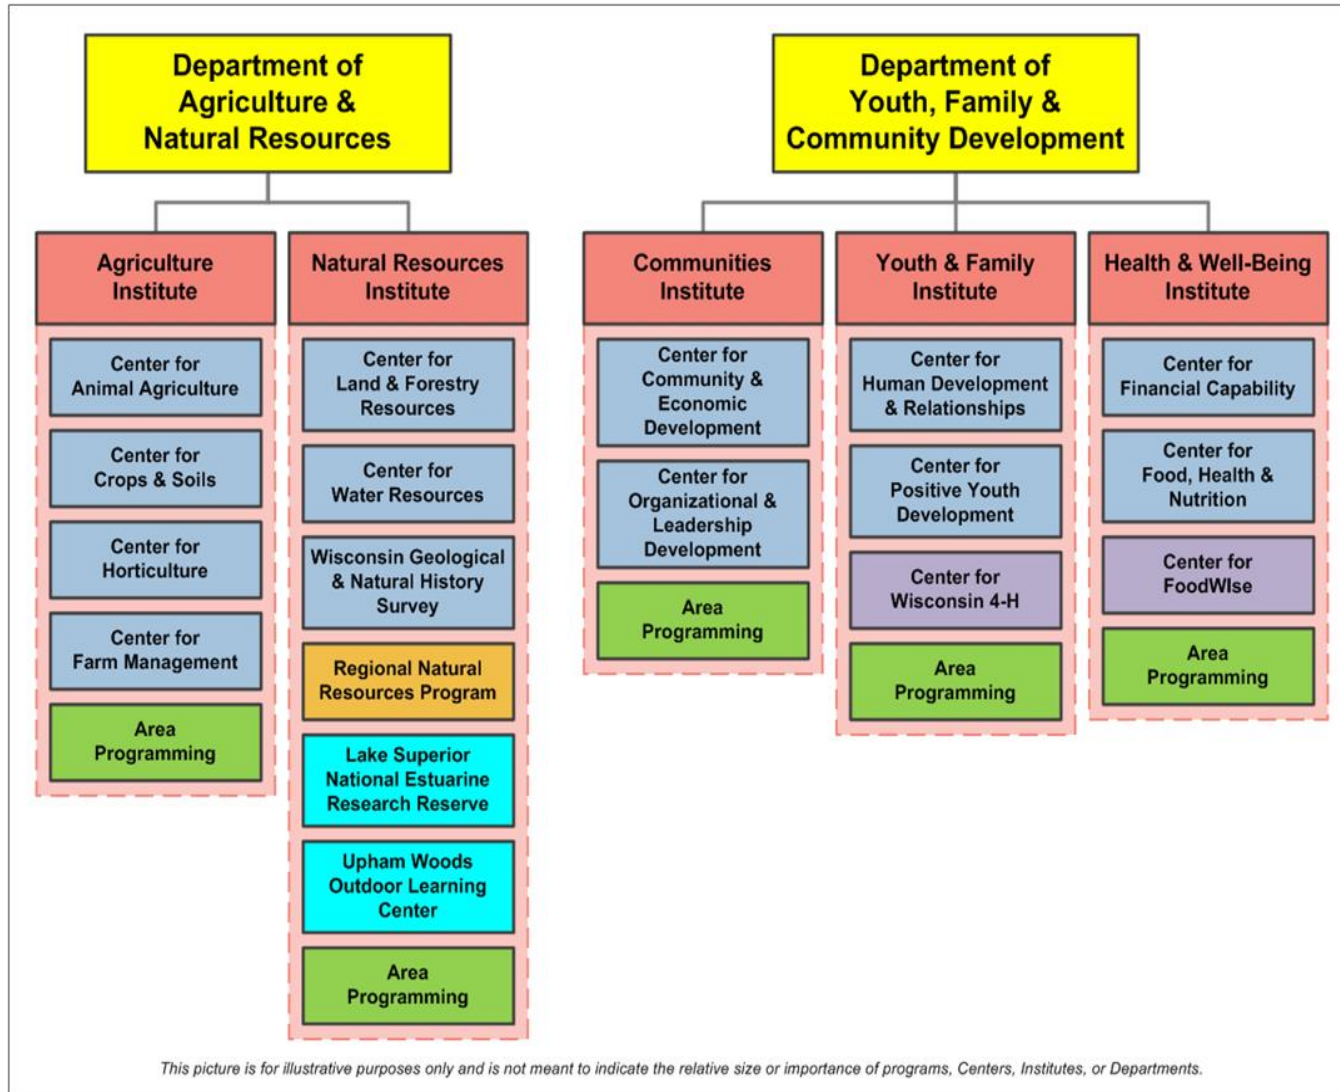 Department of
Agriculture &
Natural Resources
Agriculture
Institute
Center for
Animal Agriculture
Center for
Crops & Soils
Center for
Horticulture
Center for
Farm Management
Area
Programming
Natural Resources
Institute
Center for
Land & Forestry
Resources
Center for
Water Resources
Wisconsin Geological
& Natural History
Survey
Regional Natural
Resources Program
Lake Superior
National Estuarine
Research Reserve
Upham Woods
Outdoor Learning
Center
Area
Programming
Department of
Youth, Family &
Community Development
Communities
Institute
Center for
Community &
Economic
Development
Center for
Organizational &
Leadership
Development
Area
Programming
Youth & Family
Institute
Center for
Human Development
& Relationships
Center for
Positive Youth
Development
Center for
Wisconsin 4-H
Area
Programming
Health & Well-Being
Institute
Center for
Financial Capability
Center for
Food, Health &
Nutrition
Center for
FoodWIse
Area
Programming
This picture is for illustrative purposes only and is not meant to indicate the relative size or importance of programs, Centers, Institutes, or Departments.